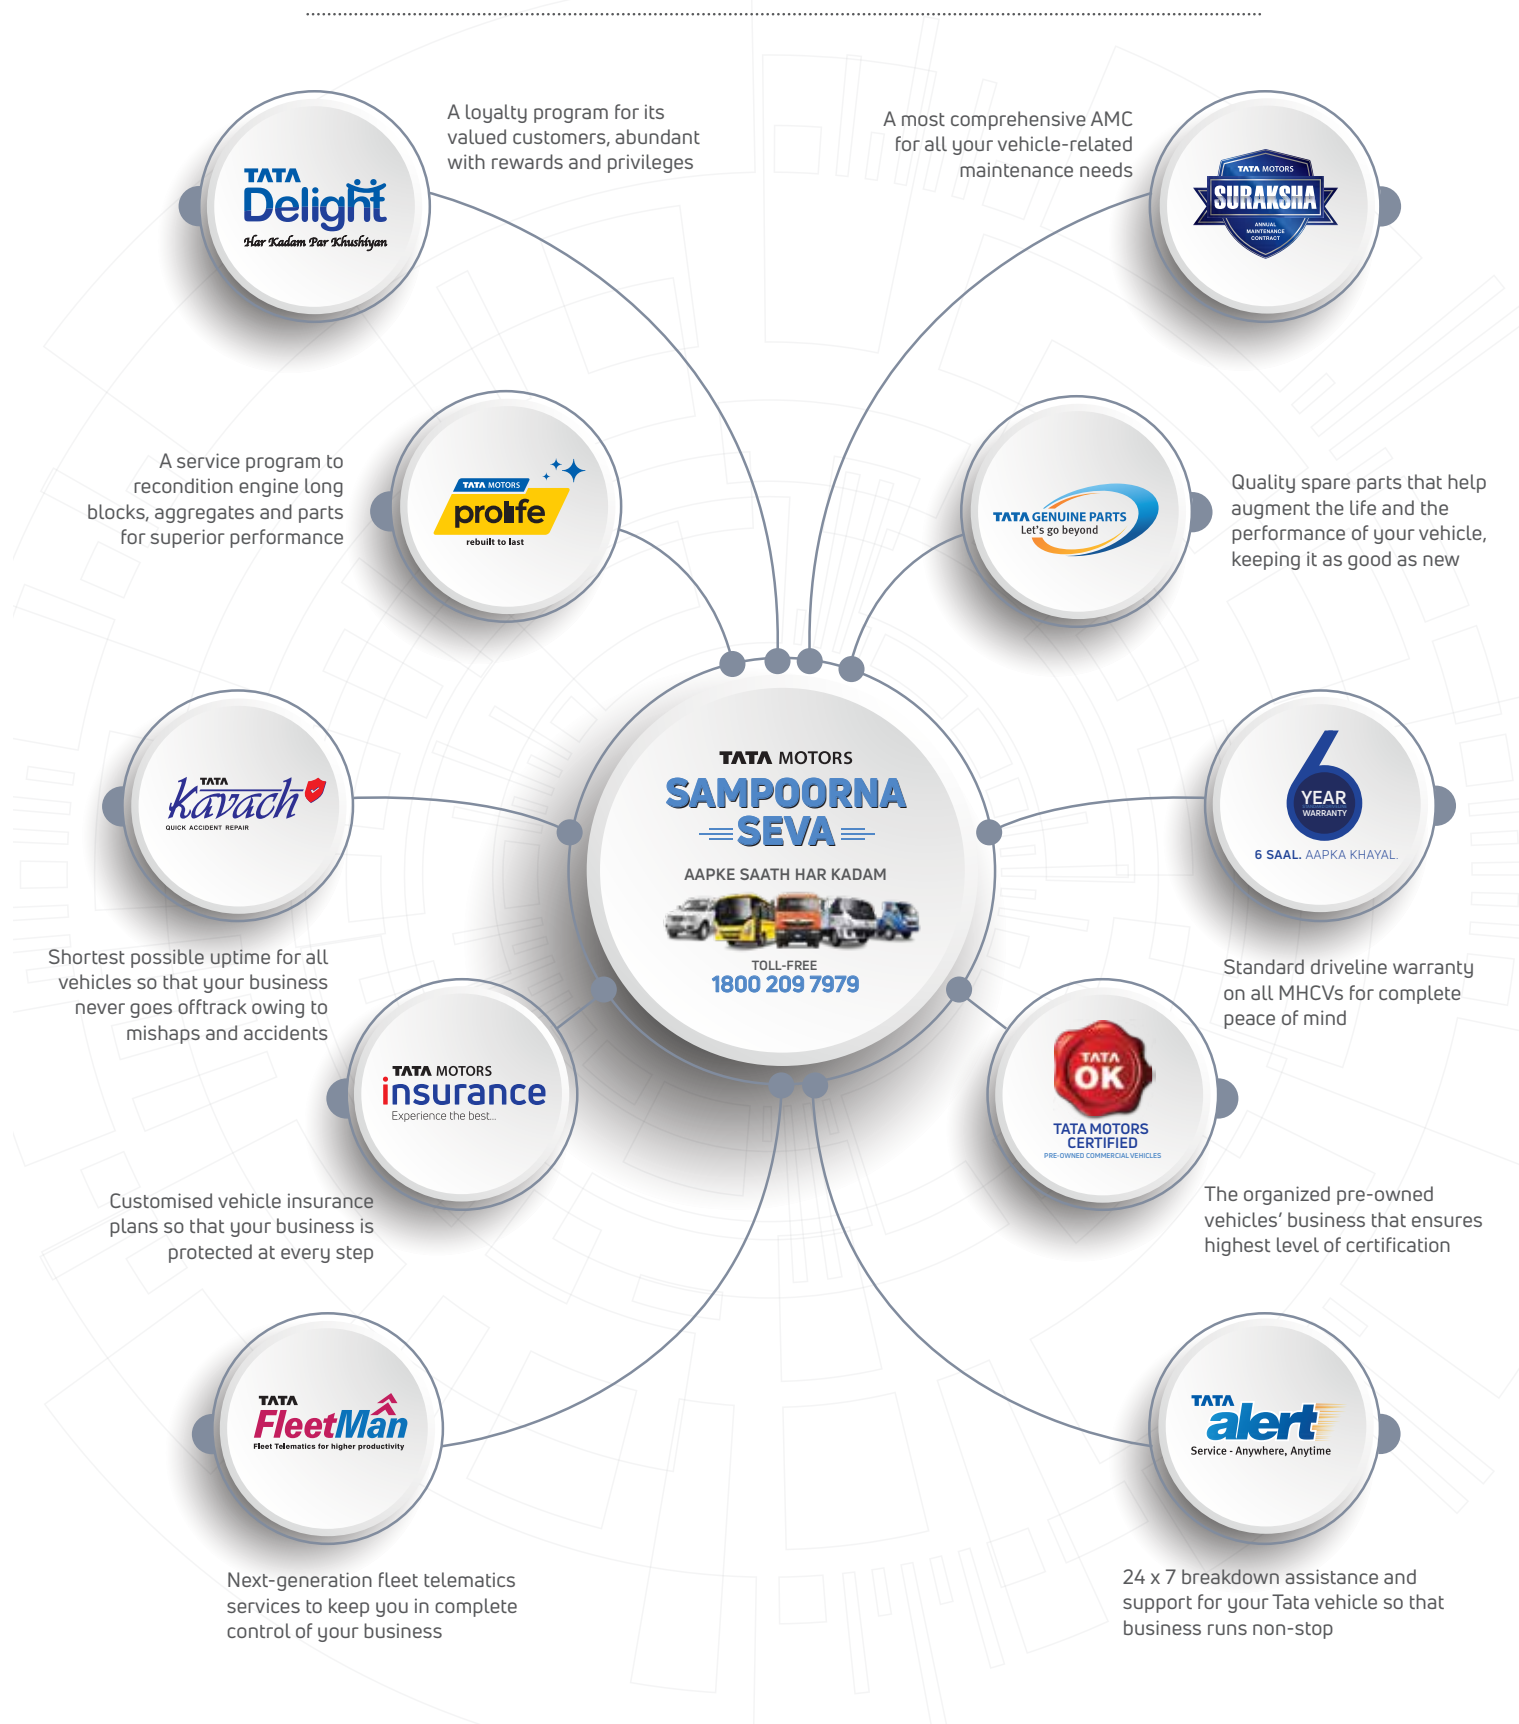 TATA
Delight
Har Kadam Par Khushiyan
A loyalty program for its
valued customers, abundant
with rewards and privileges
A most comprehensive AMC
for all your vehicle-related
maintenance needs
TATA MOTORS
SURAKSHA
ANNUAL
MAINTENANCE
CONTRACT
A service program to
recondition engine long
blocks, aggregates and parts
for superior performance
TATA MOTORS
prolife
rebuilt to last
TATA GENUINE PARTS
Let's go beyond
Quality spare parts that help
augment the life and the
performance of your vehicle,
keeping it as good as new
TATA
Kavach
QUICK ACCIDENT REPAIR
Shortest possible uptime for all
vehicles so that your business
never goes offtrack owing to
mishaps and accidents
TATA MOTORS
SAMPOORNA
SEVA
AAPKE SAATH HAR KADAM
TOLL-FREE
1800 209 7979
6
YEAR
WARRANTY
6 SAAL. AAPKA KHAYAL.
Standard driveline warranty
on all MHCVs for complete
peace of mind
TATA MOTORS
insurance
Experience the best...
Customised vehicle insurance
plans so that your business is
protected at every step
TATA
OK
TATA MOTORS
CERTIFIED
PRE-OWNED COMMERCIAL VEHICLES
The organized pre-owned
vehicles' business that ensures
highest level of certification
TATA
FleetMan
Fleet Telematics for higher productivity
Next-generation fleet telematics
services to keep you in complete
control of your business
TATA
alert
Service - Anywhere, Anytime
24 x 7 breakdown assistance and
support for your Tata vehicle so that
business runs non-stop